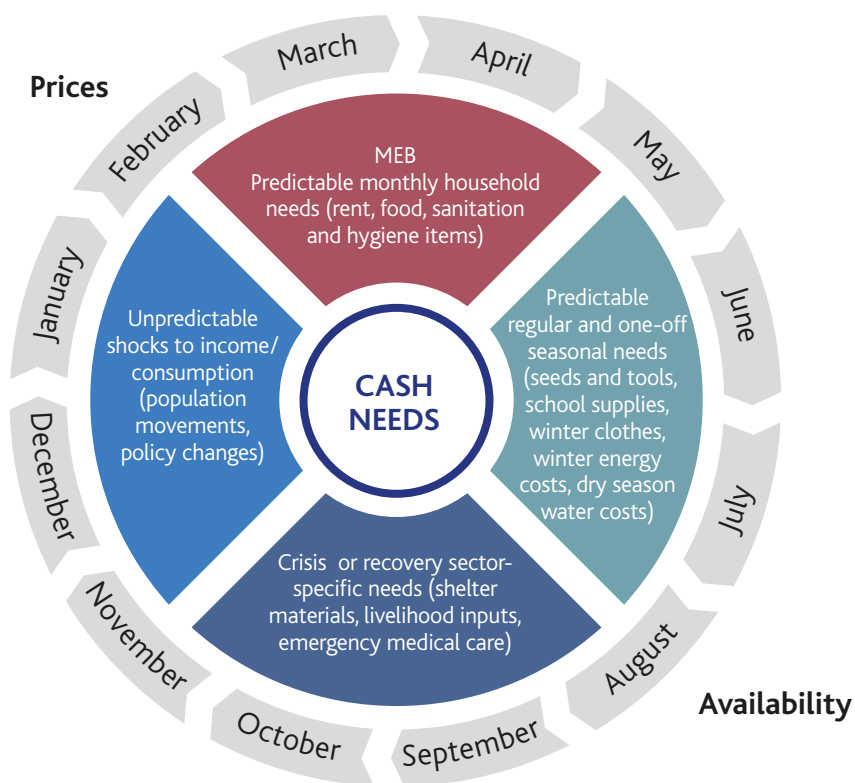 Prices
January
February
March
April
May
June
July
August
September
October
November
December
Availability
MEB
Predictable monthly household
needs (rent, food, sanitation
and hygiene items)
Predictable
regular and one-off
seasonal needs
(seeds and tools,
school supplies,
winter clothes,
winter energy
costs, dry season
water costs)
Crisis or recovery sector-
specific needs (shelter
materials, livelihood inputs,
emergency medical care)
Unpredictable
shocks to income/
consumption
(population
movements,
policy changes)
CASH
NEEDS